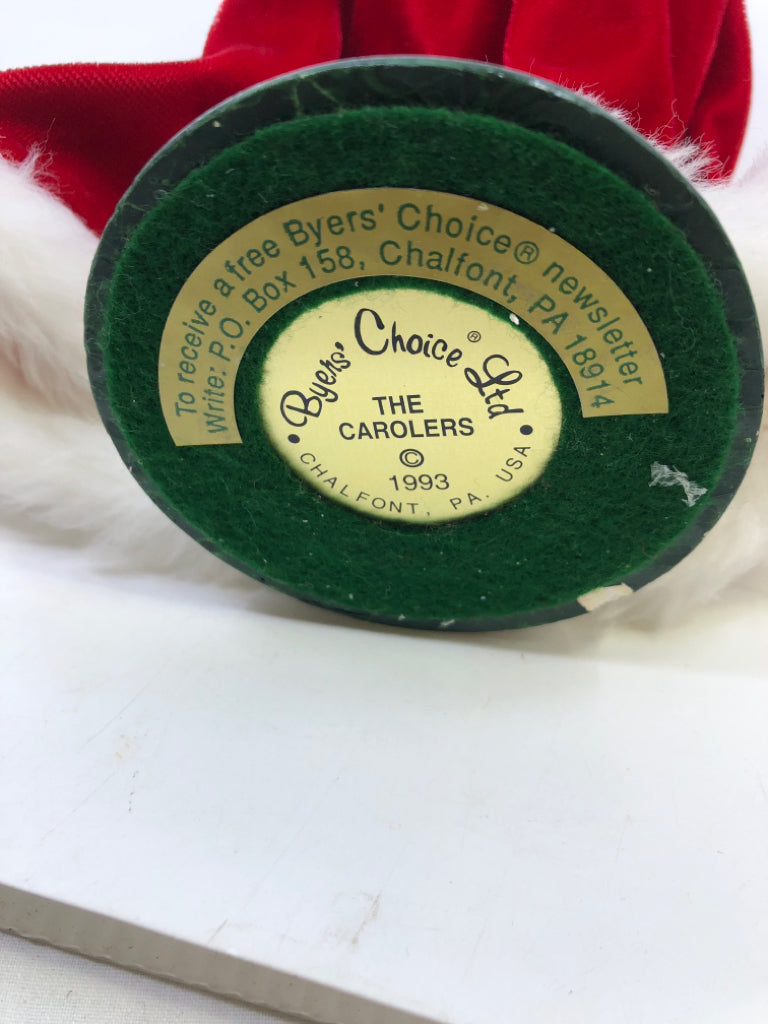 To receive a free Byers' Choice® newsletter
Write: P.O. Box 158, Chalfont, PA 18914
Byers' Choice® Ltd
THE
CAROLERS
©
1993
• CHALFONT, PA. USA •